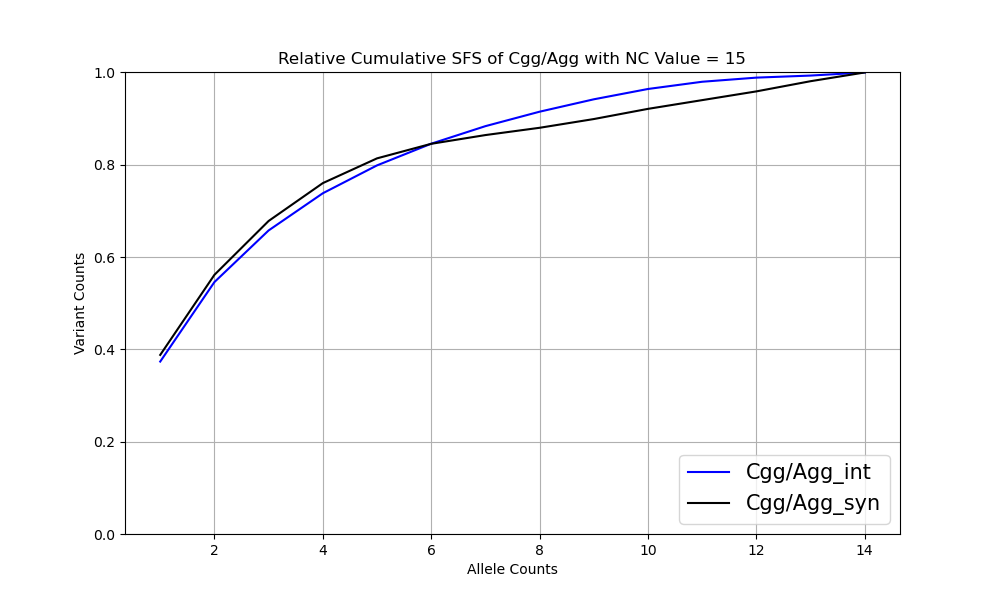 Relative Cumulative SFS of Cgg/Agg with NC Value = 15
Variant Counts
1.0
0.8
0.6
0.4
0.2
0.0
2 4 6 8 10 12 14
Allele Counts
Cgg/Agg_int
Cgg/Agg_syn